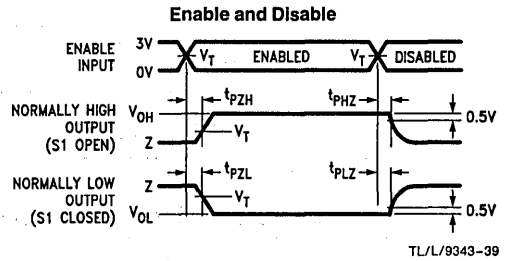 Enable and Disable
ENABLE
INPUT
3V
0V
VT
ENABLED
VT
DISABLED
tPZH
tPHZ
NORMALLY HIGH
OUTPUT
(S1 OPEN)
VOH
Z
VT
0.5V
tPZL
tPLZ
NORMALLY LOW
OUTPUT
(S1 CLOSED)
Z
VOL
VT
0.5V
TL/L/9343-39